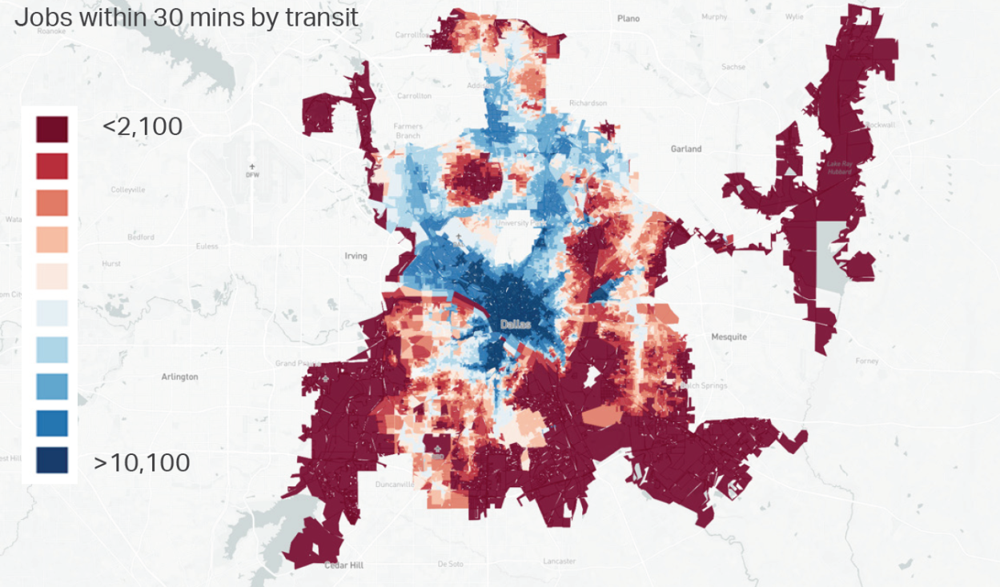 Jobs within 30 mins by transit
Roanoke
Carrollton
Plano
Murphy
Wylie
Sachse
Addison
Carrollton
Richardson
Farmers
Branch
Rockwall
Garland
Lake Ray
Hubbard
DFW
Colleyville
University Park
Bedford
Euless
Irving
Hurst
Dallas
Mesquite
Forney
Grand Prairie
Arlington
Balch Springs
Duncanville
Cedar Hill
De Soto
Lancaster
<2,100
>10,100